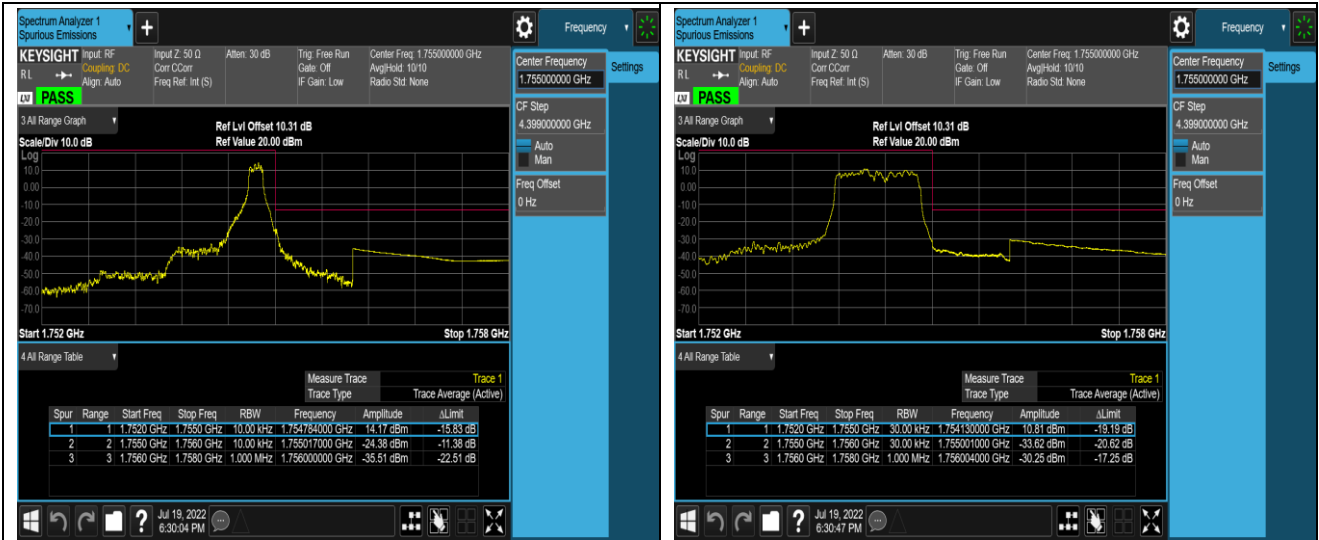 Spectrum Analyzer 1
Spurious Emissions
+
Frequency
KEYSIGHT Input: RF Input Z: 50 Ω Atten: 30 dB Trig: Free Run Center Freq: 1.755000000 GHz
RL Coupling: DC Corr CCorr Gate: Off Avg|Hold: 10/10
Align: Auto Freq Ref: Int (S) IF Gain: Low Radio Std: None
LXI PASS
Center Frequency
1.755000000 GHz
Settings
CF Step
4.399000000 GHz
Auto
Man
Freq Offset
0 Hz
3 All Range Graph
Ref Lvl Offset 10.31 dB
Scale/Div 10.0 dB Ref Value 20.00 dBm
Log
10.0
0.00
-10.0
-20.0
-30.0
-40.0
-50.0
-60.0
-70.0
Start 1.752 GHz Stop 1.758 GHz
4 All Range Table
Measure Trace Trace 1
Trace Type Trace Average (Active)
Spur Range Start Freq Stop Freq RBW Frequency Amplitude ΔLimit
1 1 1.7520 GHz 1.7550 GHz 10.00 kHz 1.754784000 GHz 14.17 dBm -15.83 dB
2 2 1.7550 GHz 1.7560 GHz 10.00 kHz 1.755017000 GHz -24.38 dBm -11.38 dB
3 3 1.7560 GHz 1.7580 GHz 1.000 MHz 1.756000000 GHz -35.51 dBm -22.51 dB
?
Jul 19, 2022
6:30:04 PM
Spectrum Analyzer 1
Spurious Emissions
+
Frequency
KEYSIGHT Input: RF Input Z: 50 Ω Atten: 30 dB Trig: Free Run Center Freq: 1.755000000 GHz
RL Coupling: DC Corr CCorr Gate: Off Avg|Hold: 10/10
Align: Auto Freq Ref: Int (S) IF Gain: Low Radio Std: None
LXI PASS
Center Frequency
1.755000000 GHz
Settings
CF Step
4.399000000 GHz
Auto
Man
Freq Offset
0 Hz
3 All Range Graph
Ref Lvl Offset 10.31 dB
Scale/Div 10.0 dB Ref Value 20.00 dBm
Log
10.0
0.00
-10.0
-20.0
-30.0
-40.0
-50.0
-60.0
-70.0
Start 1.752 GHz Stop 1.758 GHz
4 All Range Table
Measure Trace Trace 1
Trace Type Trace Average (Active)
Spur Range Start Freq Stop Freq RBW Frequency Amplitude ΔLimit
1 1 1.7520 GHz 1.7550 GHz 30.00 kHz 1.754130000 GHz 10.81 dBm -19.19 dB
2 2 1.7550 GHz 1.7560 GHz 30.00 kHz 1.755001000 GHz -33.62 dBm -20.62 dB
3 3 1.7560 GHz 1.7580 GHz 1.000 MHz 1.756004000 GHz -30.25 dBm -17.25 dB
?
Jul 19, 2022
6:30:47 PM